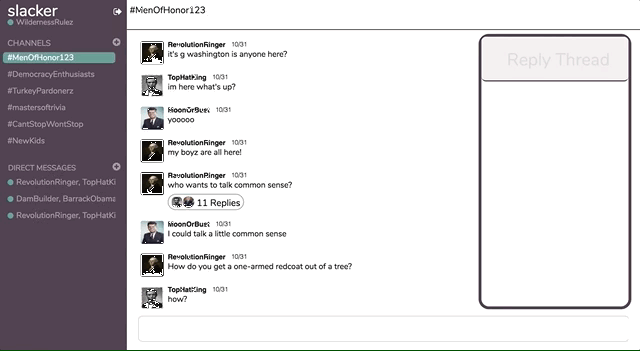 slacker
WildernessRulez
CHANNELS
#MenOfHonor123
#DemocracyEnthusiasts
#TurkeyPardonerz
#mastersoftrivia
#CantStopWontStop
#NewKids
DIRECT MESSAGES
RevolutionRinger, TopHatKi
DamBuilder, BarrackObama
RevolutionRinger, TopHatKi
#MenOfHonor123
RevolutionRinger 10/31
it's g washington is anyone here?
TopHatKing 10/31
im here what's up?
MoonOrBust 10/31
yooooo
RevolutionRinger 10/31
my boyz are all here!
RevolutionRinger 10/31
who wants to talk common sense?
11 Replies
MoonOrBust 10/31
I could talk a little common sense
RevolutionRinger 10/31
How do you get a one-armed redcoat out of a tree?
TopHatKing 10/31
how?
Reply Thread